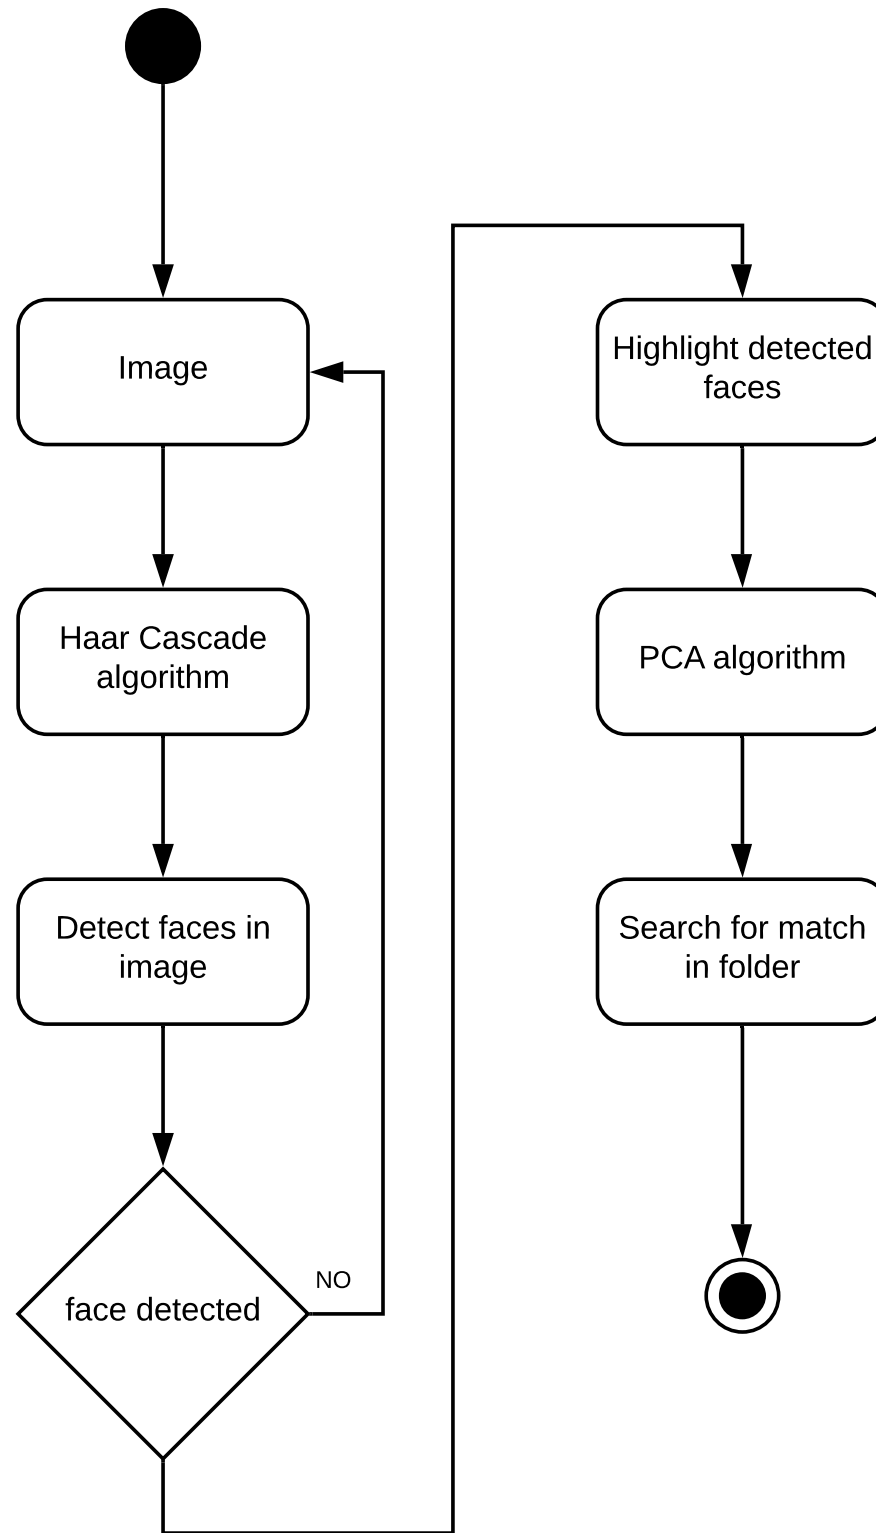 Image
Haar Cascade
algorithm
Detect faces in
image
face detected
NO
Highlight detected
faces
PCA algorithm
Search for match
in folder